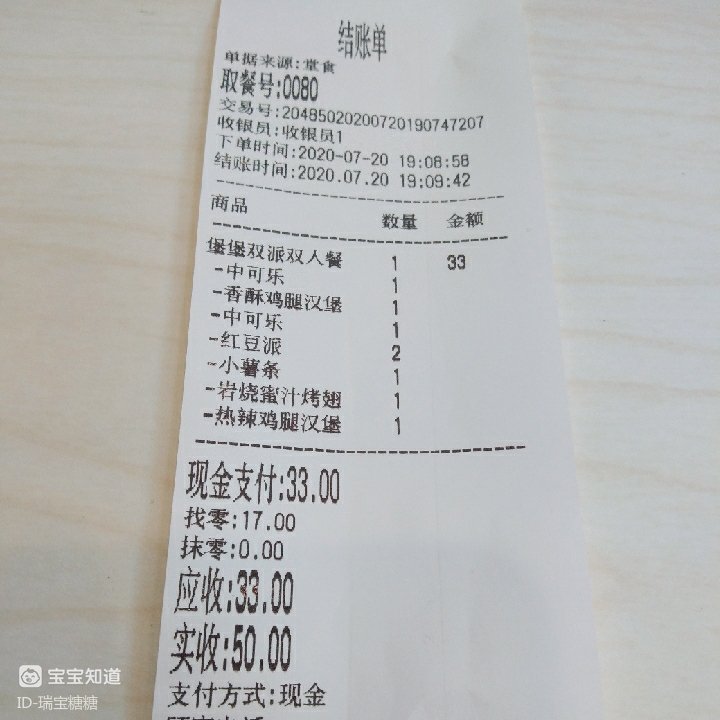 结账单
单据来源:堂食
取餐号:0080
交易号:20485020200720190747207
收银员:收银员1
下单时间:2020-07-20 19:08:58
结账时间:2020.07.20 19:09:42
商品 数量 金额
堡堡双派双人餐 1 33
-中可乐 1
-香酥鸡腿汉堡 1
-中可乐 1
-红豆派 2
-小薯条 1
-岩烧蜜汁烤翅 1
-热辣鸡腿汉堡 1
现金支付:33.00
找零:17.00
抹零:0.00
应收:33.00
实收:50.00
支付方式:现金
宝宝知道
ID-瑞宝糖糖